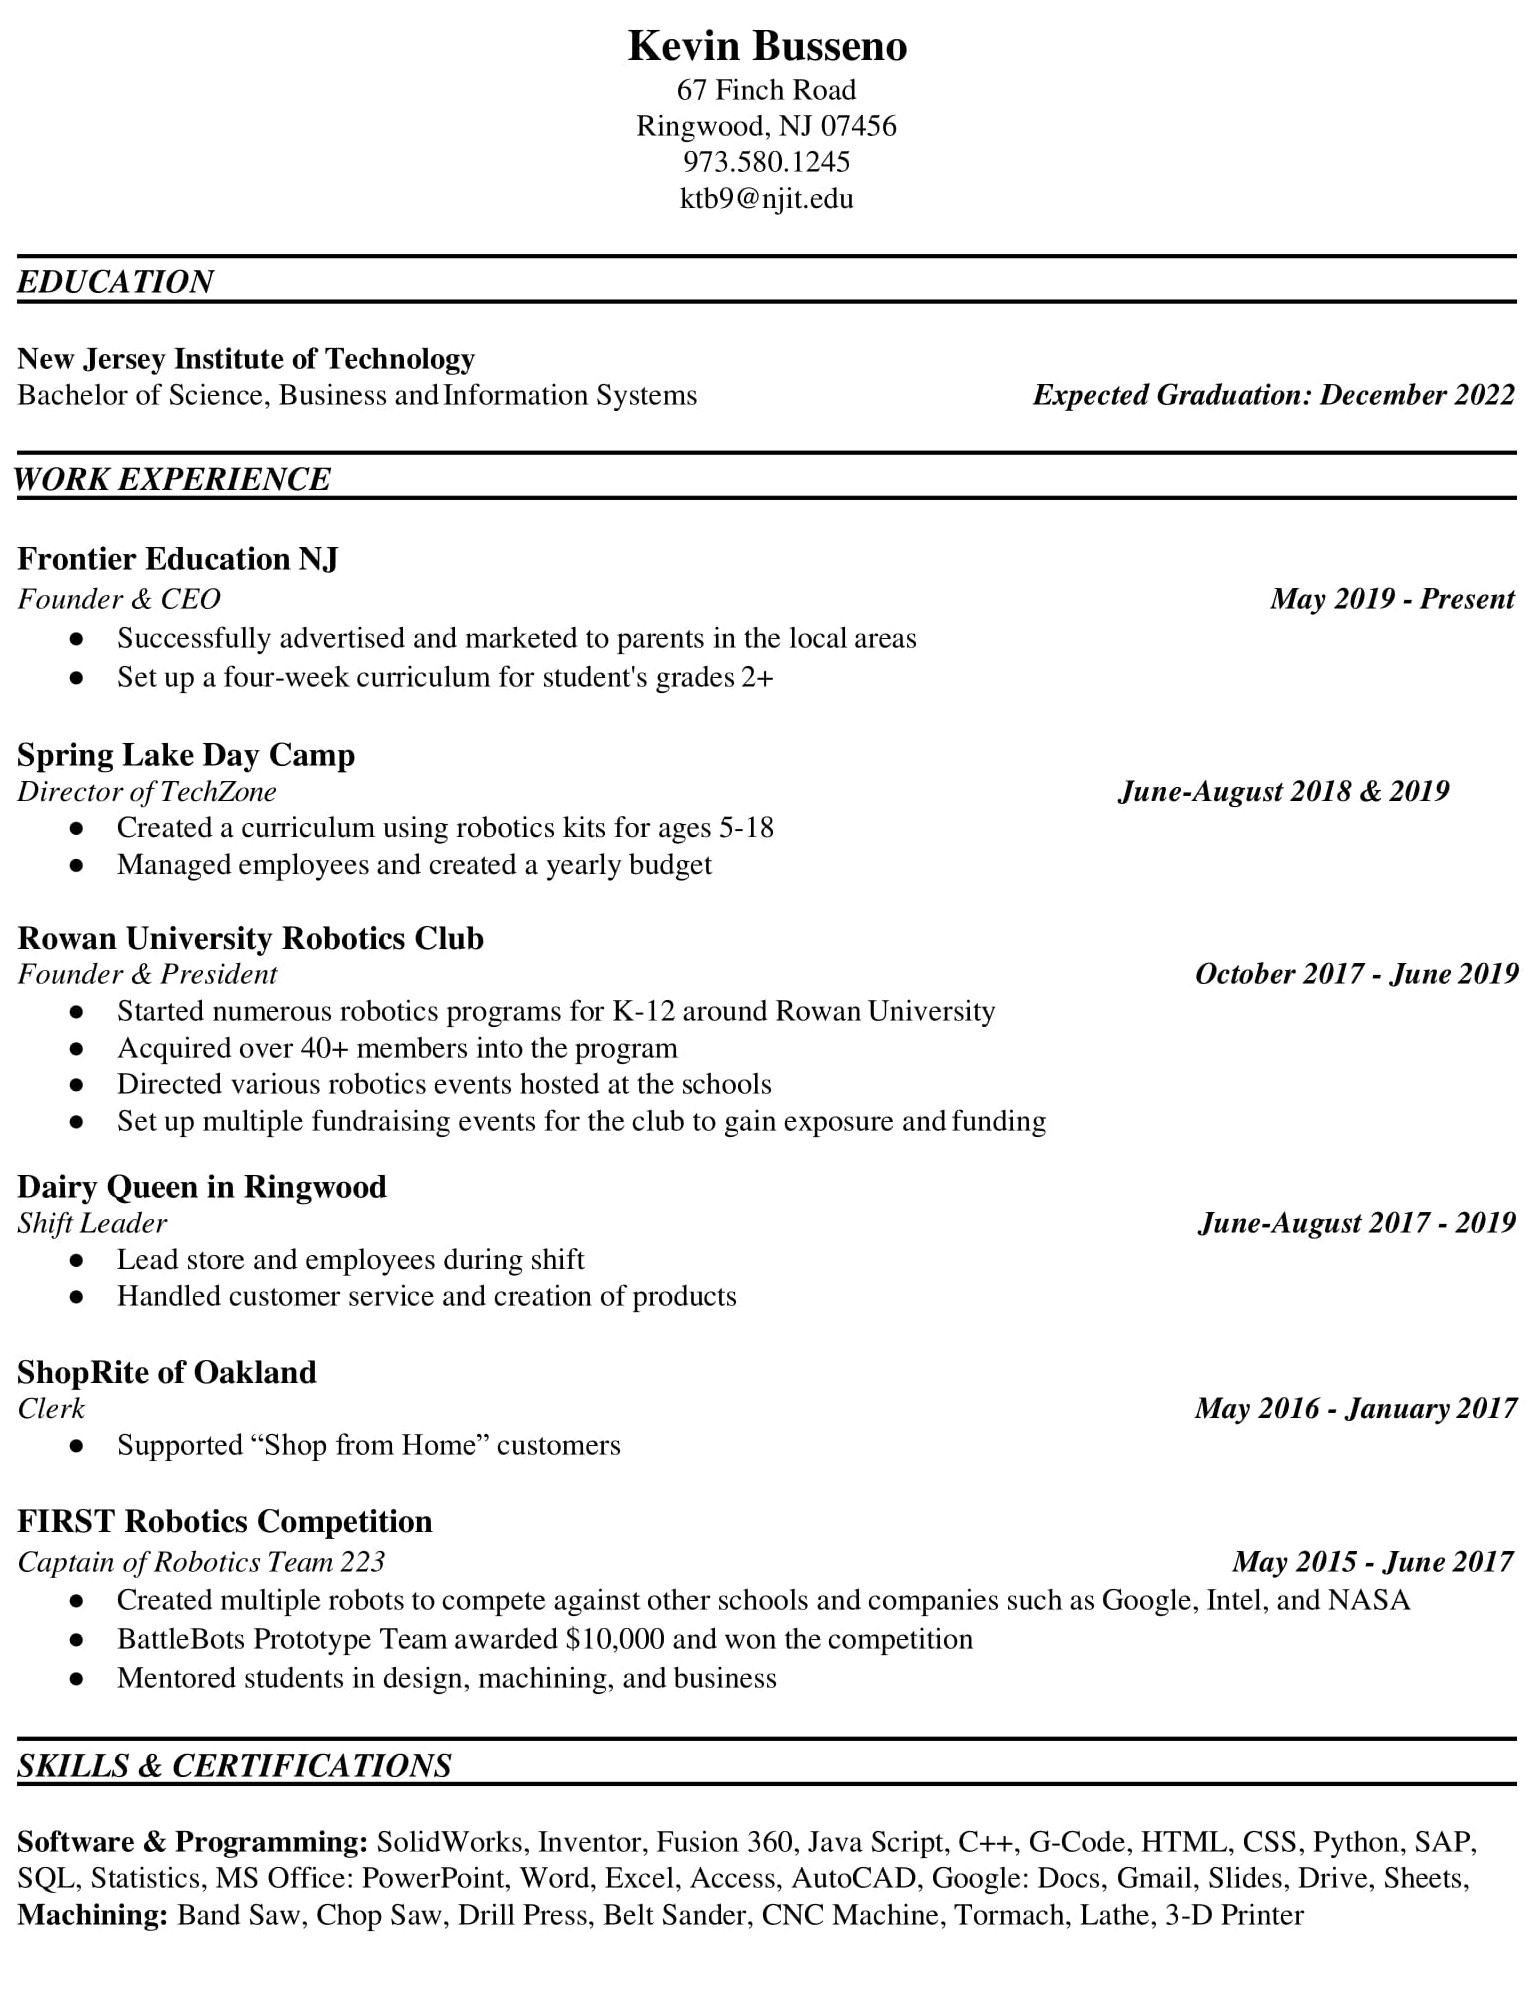 Kevin Busseno
67 Finch Road
Ringwood, NJ 07456
973.580.1245
ktb9@njit.edu
EDUCATION
New Jersey Institute of Technology
Bachelor of Science, Business and Information Systems Expected Graduation: December 2022
WORK EXPERIENCE
Frontier Education NJ
Founder & CEO May 2019 - Present
● Successfully advertised and marketed to parents in the local areas
● Set up a four-week curriculum for student's grades 2+
Spring Lake Day Camp
Director of TechZone June-August 2018 & 2019
● Created a curriculum using robotics kits for ages 5-18
● Managed employees and created a yearly budget
Rowan University Robotics Club
Founder & President October 2017 - June 2019
● Started numerous robotics programs for K-12 around Rowan University
● Acquired over 40+ members into the program
● Directed various robotics events hosted at the schools
● Set up multiple fundraising events for the club to gain exposure and funding
Dairy Queen in Ringwood
Shift Leader June-August 2017 - 2019
● Lead store and employees during shift
● Handled customer service and creation of products
ShopRite of Oakland
Clerk May 2016 - January 2017
● Supported “Shop from Home” customers
FIRST Robotics Competition
Captain of Robotics Team 223 May 2015 - June 2017
● Created multiple robots to compete against other schools and companies such as Google, Intel, and NASA
● BattleBots Prototype Team awarded $10,000 and won the competition
● Mentored students in design, machining, and business
SKILLS & CERTIFICATIONS
Software & Programming: SolidWorks, Inventor, Fusion 360, Java Script, C++, G-Code, HTML, CSS, Python, SAP,
SQL, Statistics, MS Office: PowerPoint, Word, Excel, Access, AutoCAD, Google: Docs, Gmail, Slides, Drive, Sheets,
Machining: Band Saw, Chop Saw, Drill Press, Belt Sander, CNC Machine, Tormach, Lathe, 3-D Printer